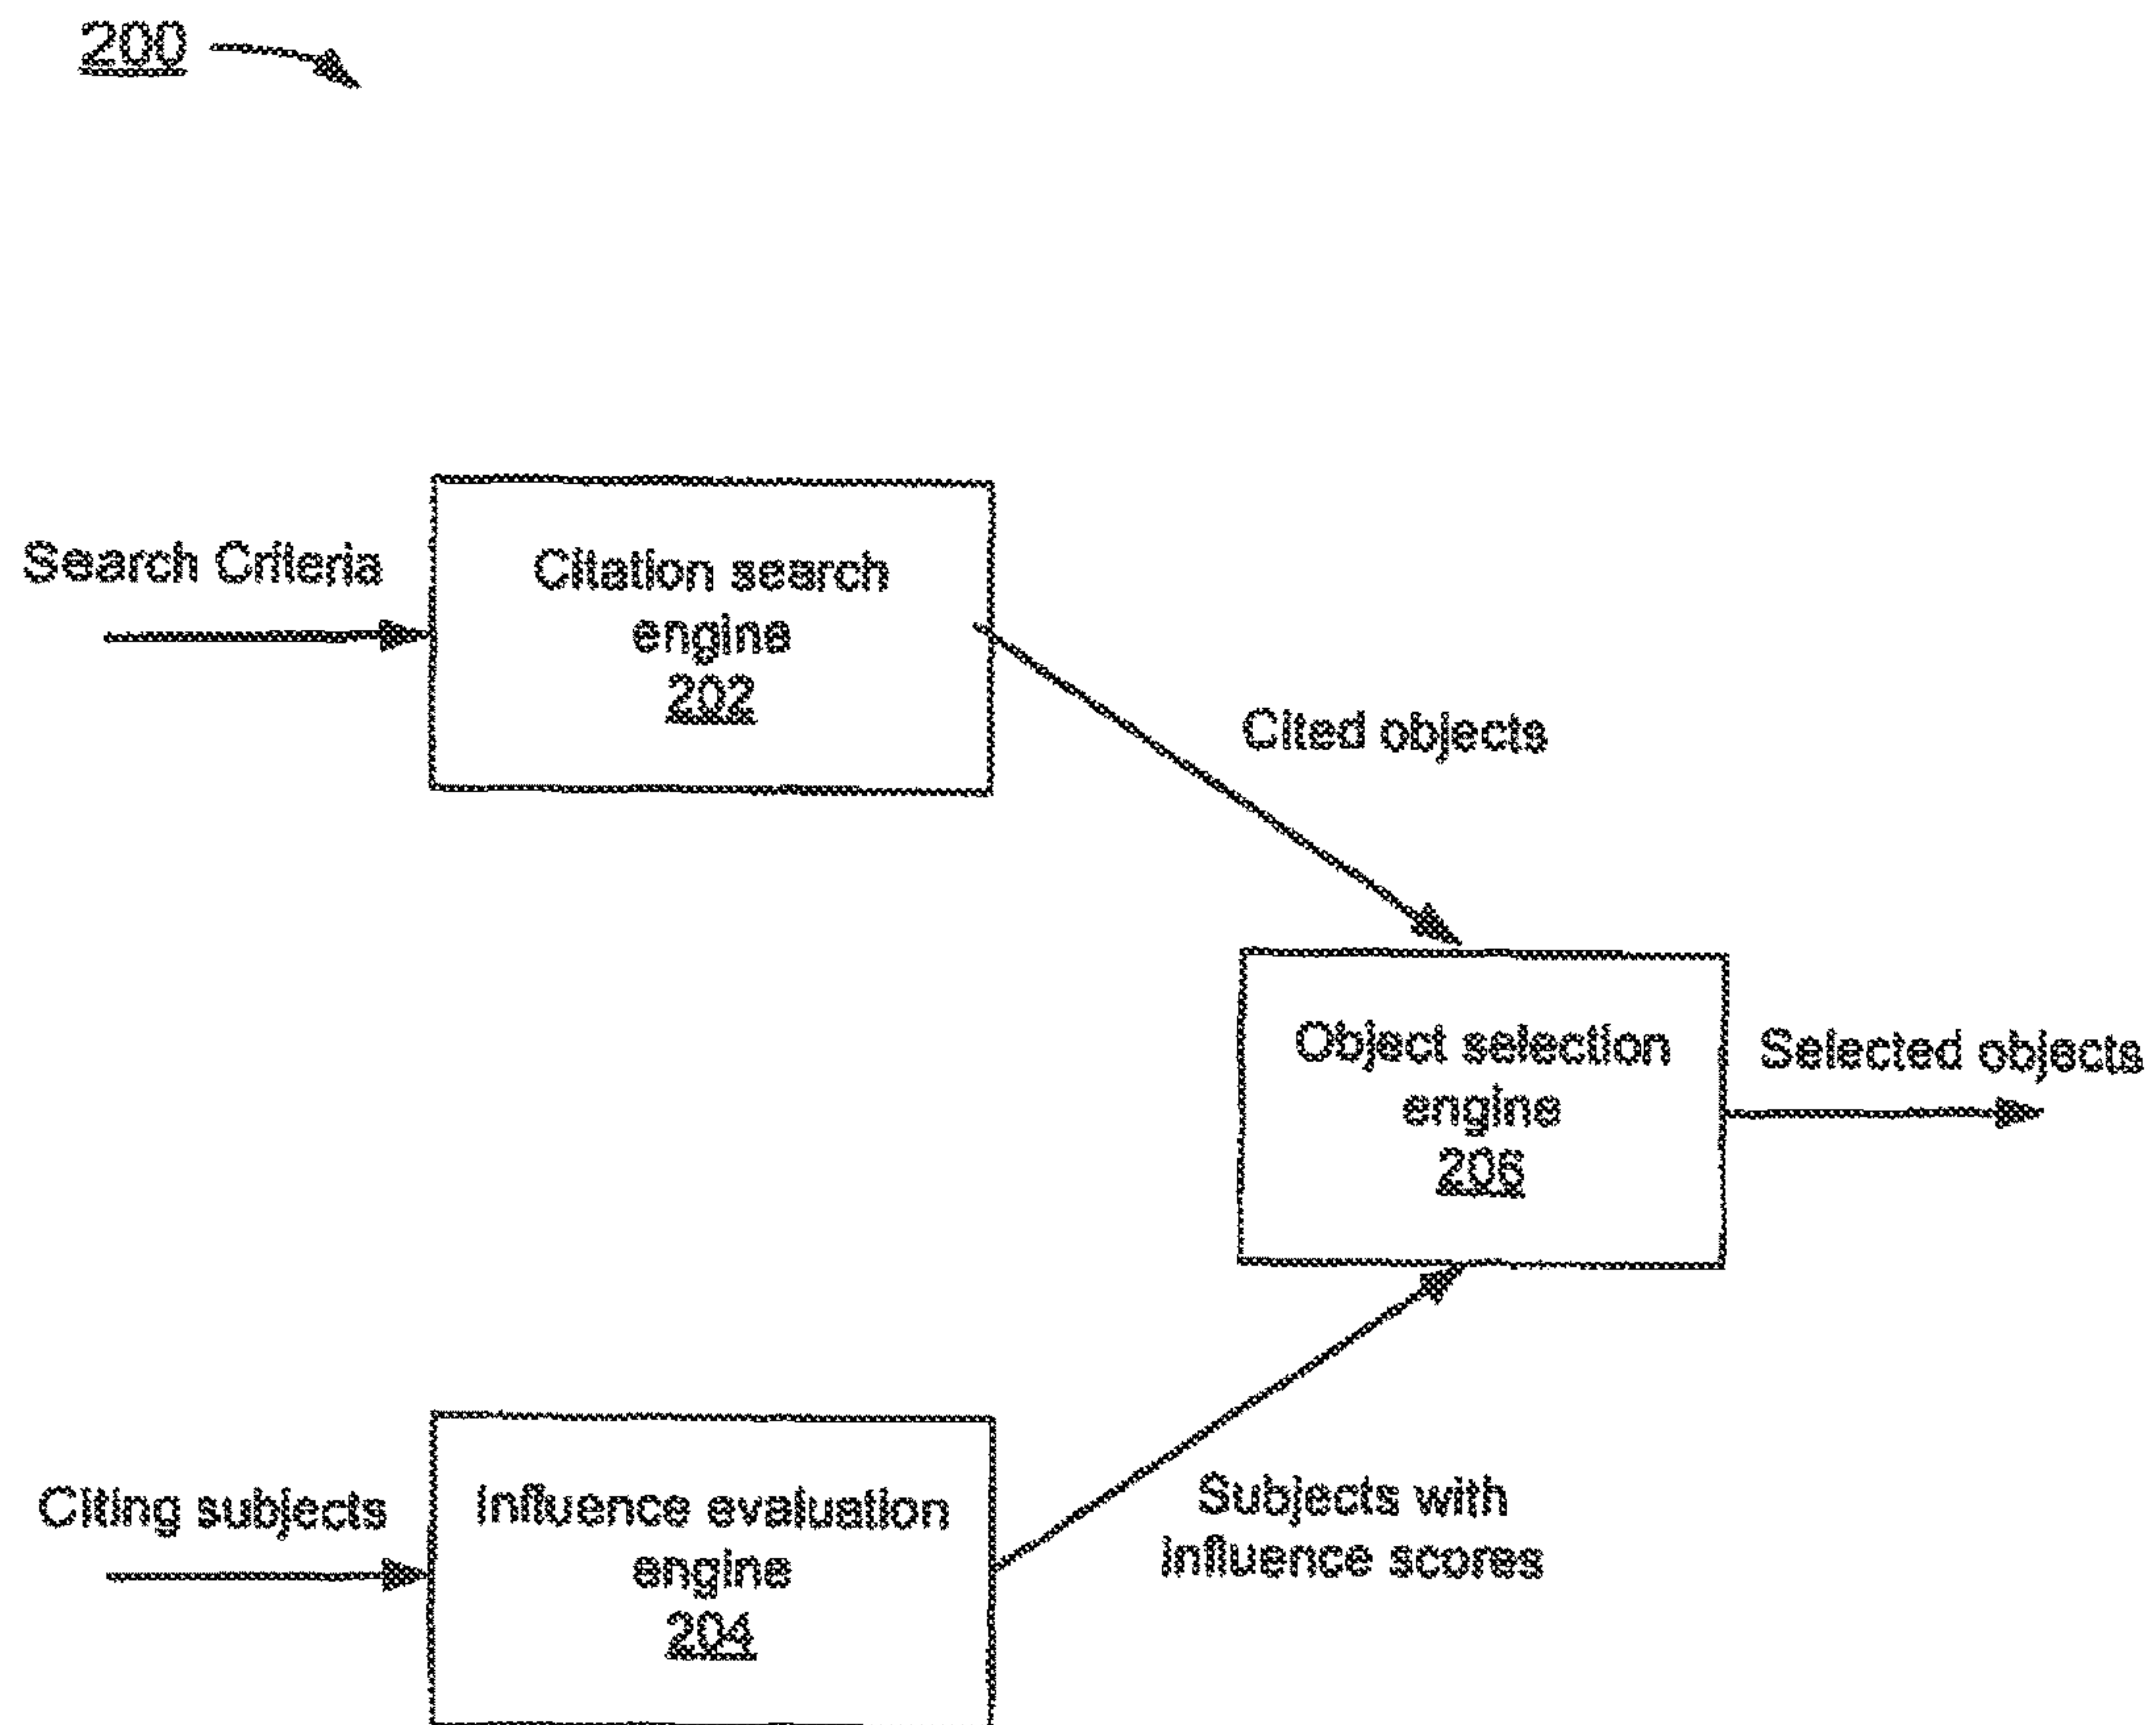 200
Search Criteria
Citation search
engine
202
Cited objects
Object selection
engine
206
Selected objects
Citing subjects
Influence evaluation
engine
204
Subjects with
influence scores